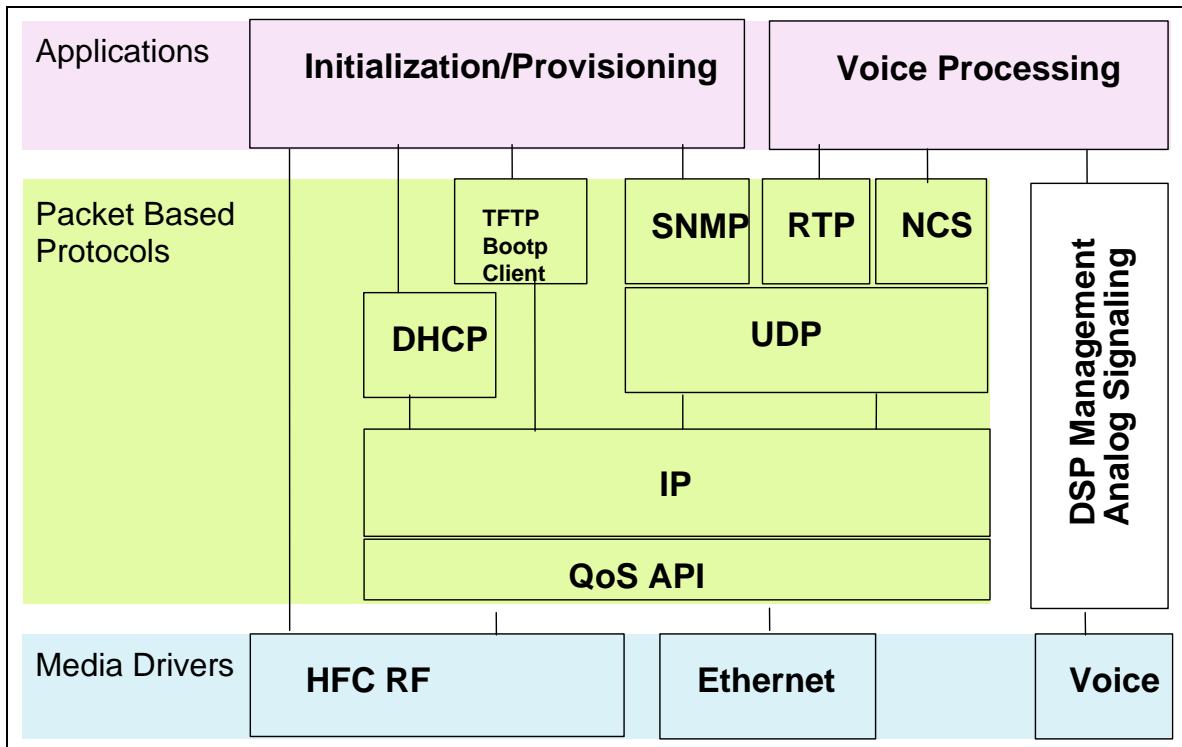 Applications
Initialization/Provisioning
Voice Processing
Packet Based
Protocols
TFTP
Bootp
Client
SNMP
RTP
NCS
DHCP
UDP
IP
QoS API
DSP Management
Analog Signaling
Media Drivers
HFC RF
Ethernet
Voice